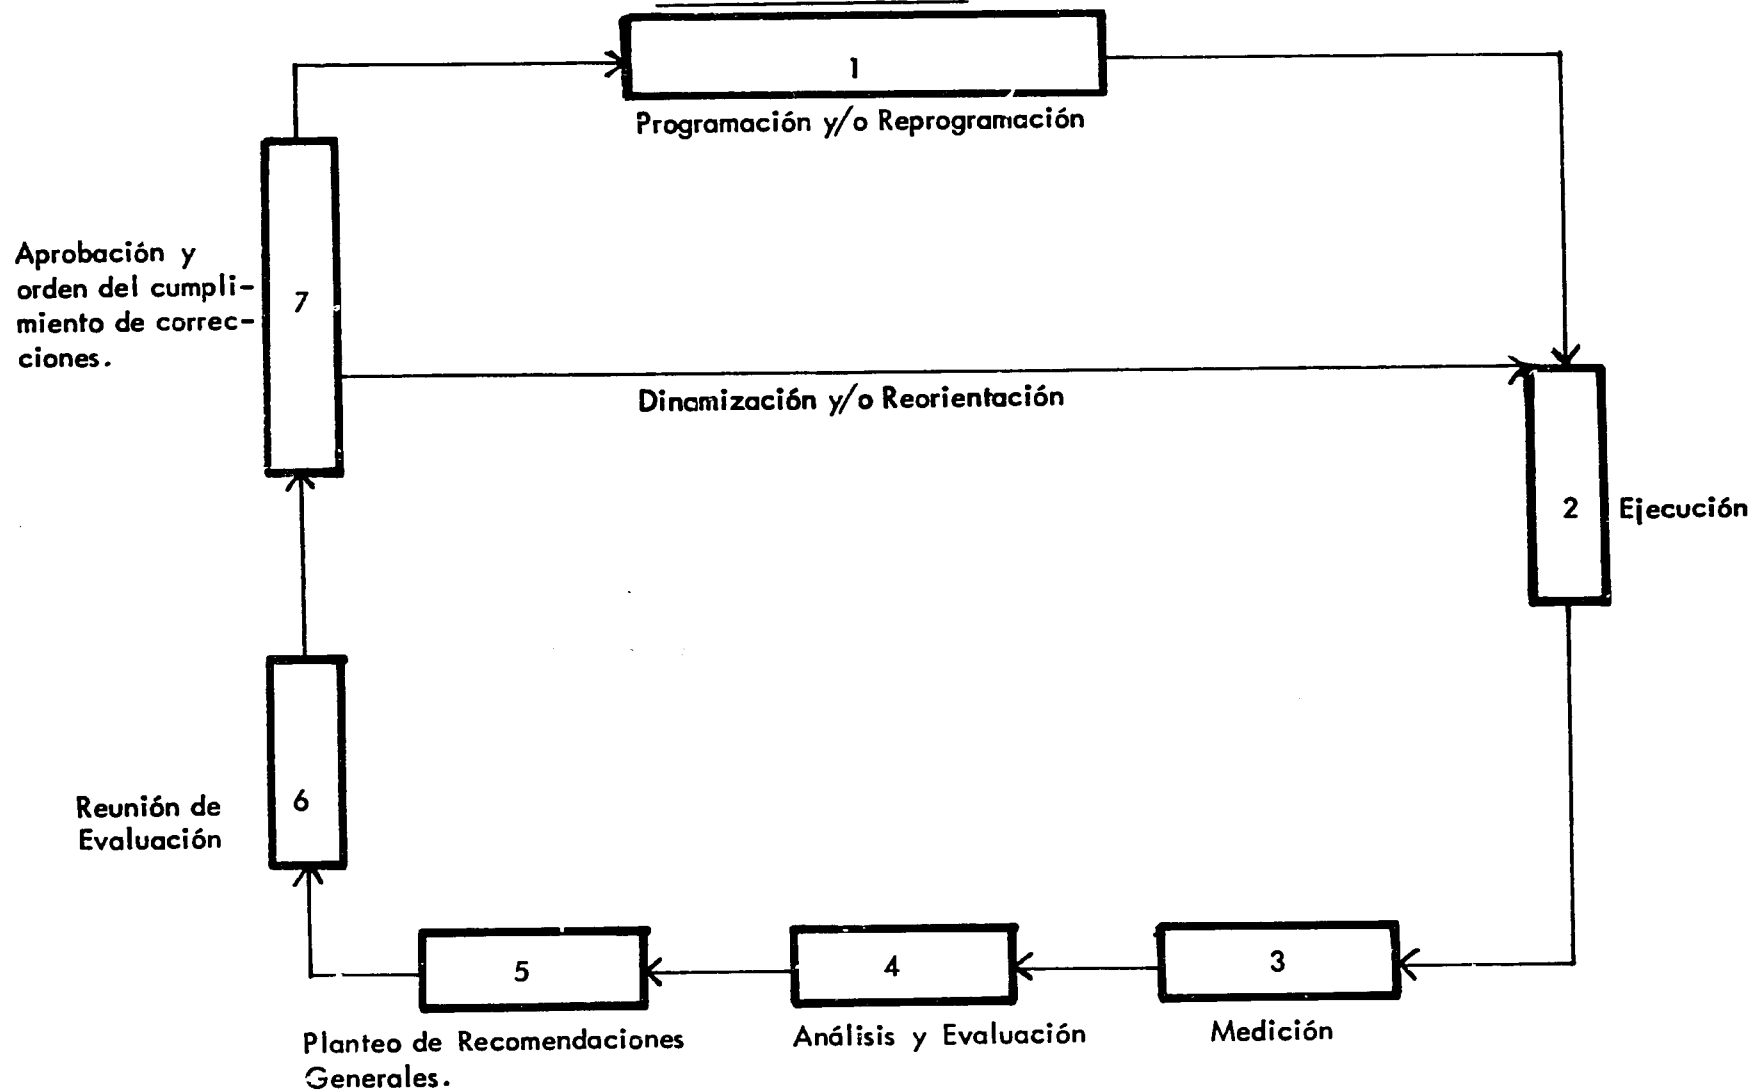 1
Programación y/o Reprogramación
Aprobación y
orden del cumpli-
miento de correc-
ciones.
7
Dinamización y/o Reorientación
2
Ejecución
6
Reunión de
Evaluación
5
4
3
Planteo de Recomendaciones
Generales.
Análisis y Evaluación
Medición